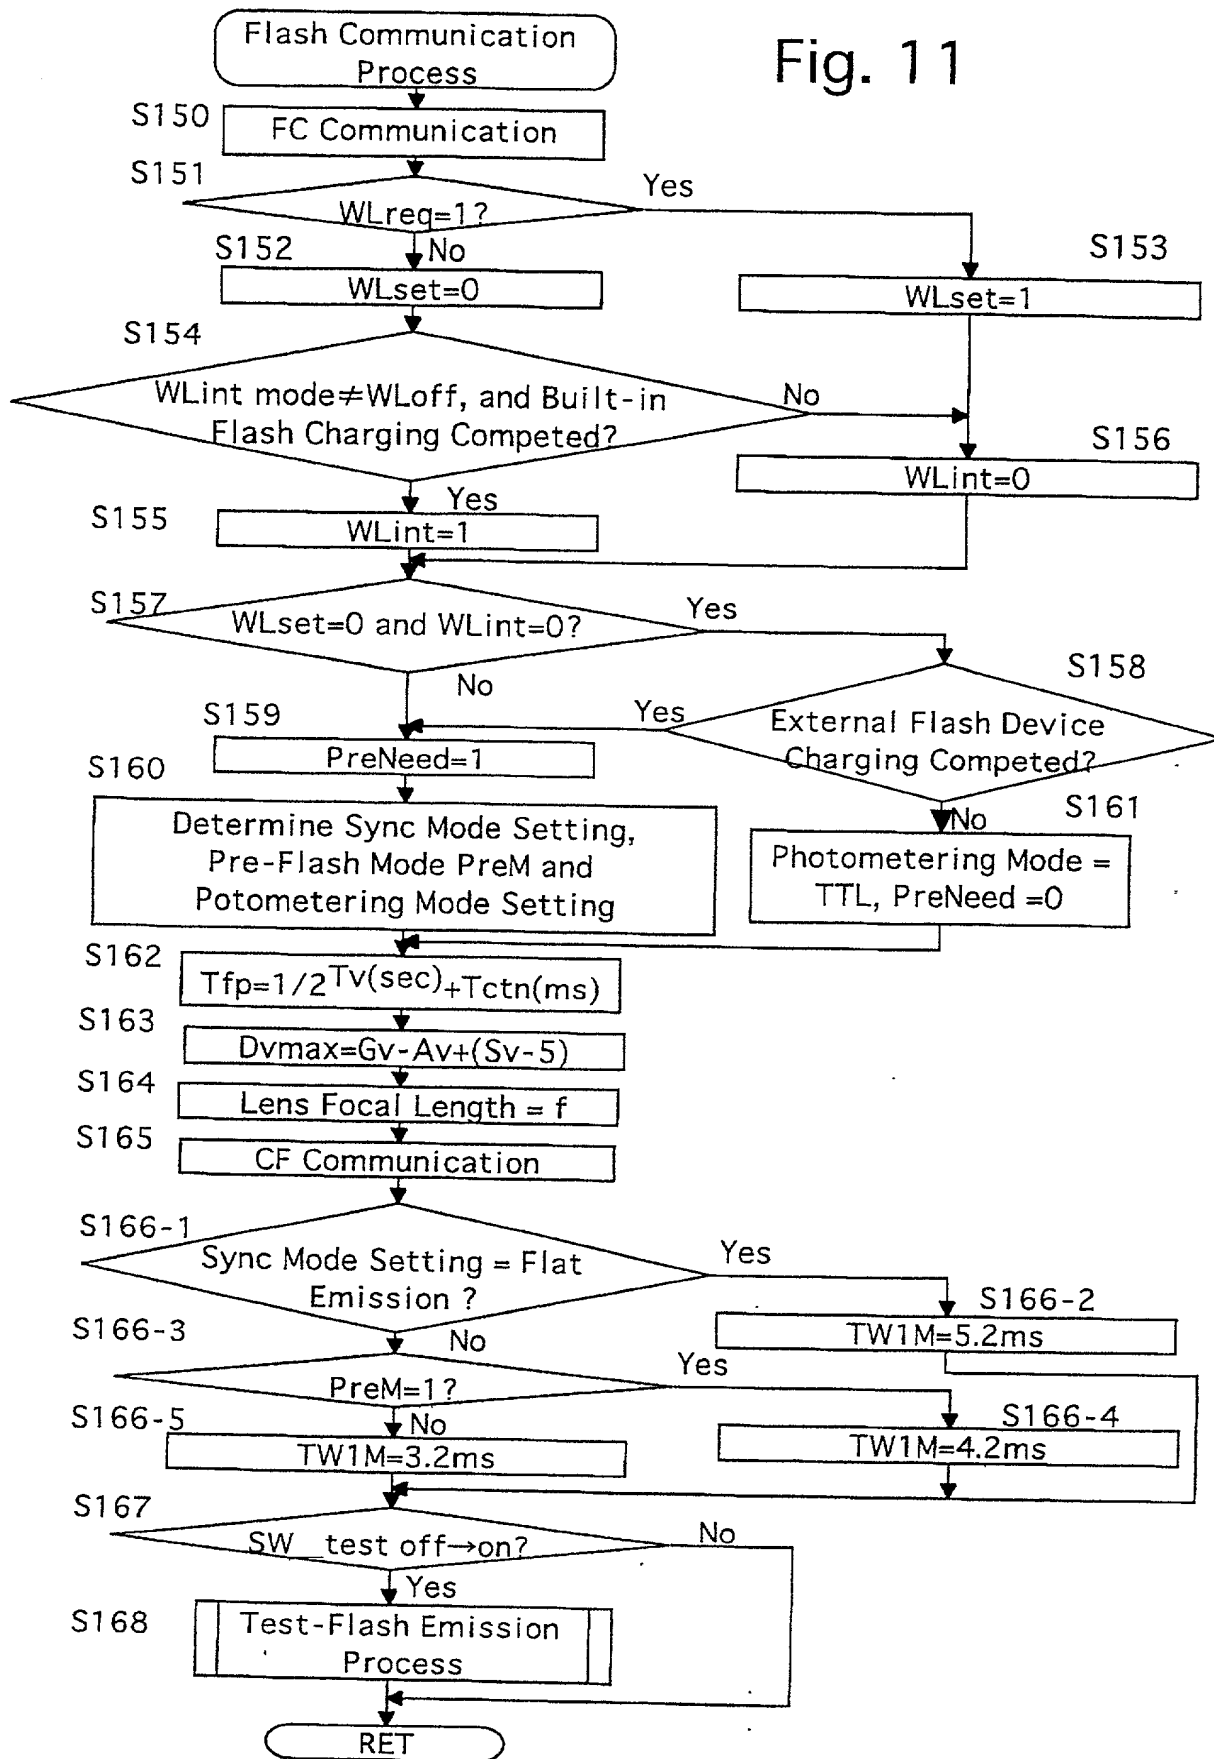 Flash Communication
Process
Fig. 11
S150
FC Communication
S151
WLreq=1?
Yes
No
S152
WLset=0
S153
WLset=1
S154
WLint mode≠WLoff, and Built-in
Flash Charging Competed?
No
Yes
S156
WLint=0
S155
WLint=1
S157
WLset=0 and WLint=0?
Yes
No
S158
External Flash Device
Charging Competed?
Yes
No
S159
PreNeed=1
S160
Determine Sync Mode Setting,
Pre-Flash Mode PreM and
Potometering Mode Setting
S161
Photometering Mode =
TTL, PreNeed =0
S162
Tfp=1/2^Tv(sec)+Tctn(ms)
S163
Dvmax=Gv-Av+(Sv-5)
S164
Lens Focal Length = f
S165
CF Communication
S166-1
Sync Mode Setting = Flat
Emission ?
Yes
No
S166-2
TW1M=5.2ms
S166-3
PreM=1?
Yes
No
S166-4
TW1M=4.2ms
S166-5
TW1M=3.2ms
S167
SW_test off→on?
No
Yes
S168
Test-Flash Emission
Process
RET